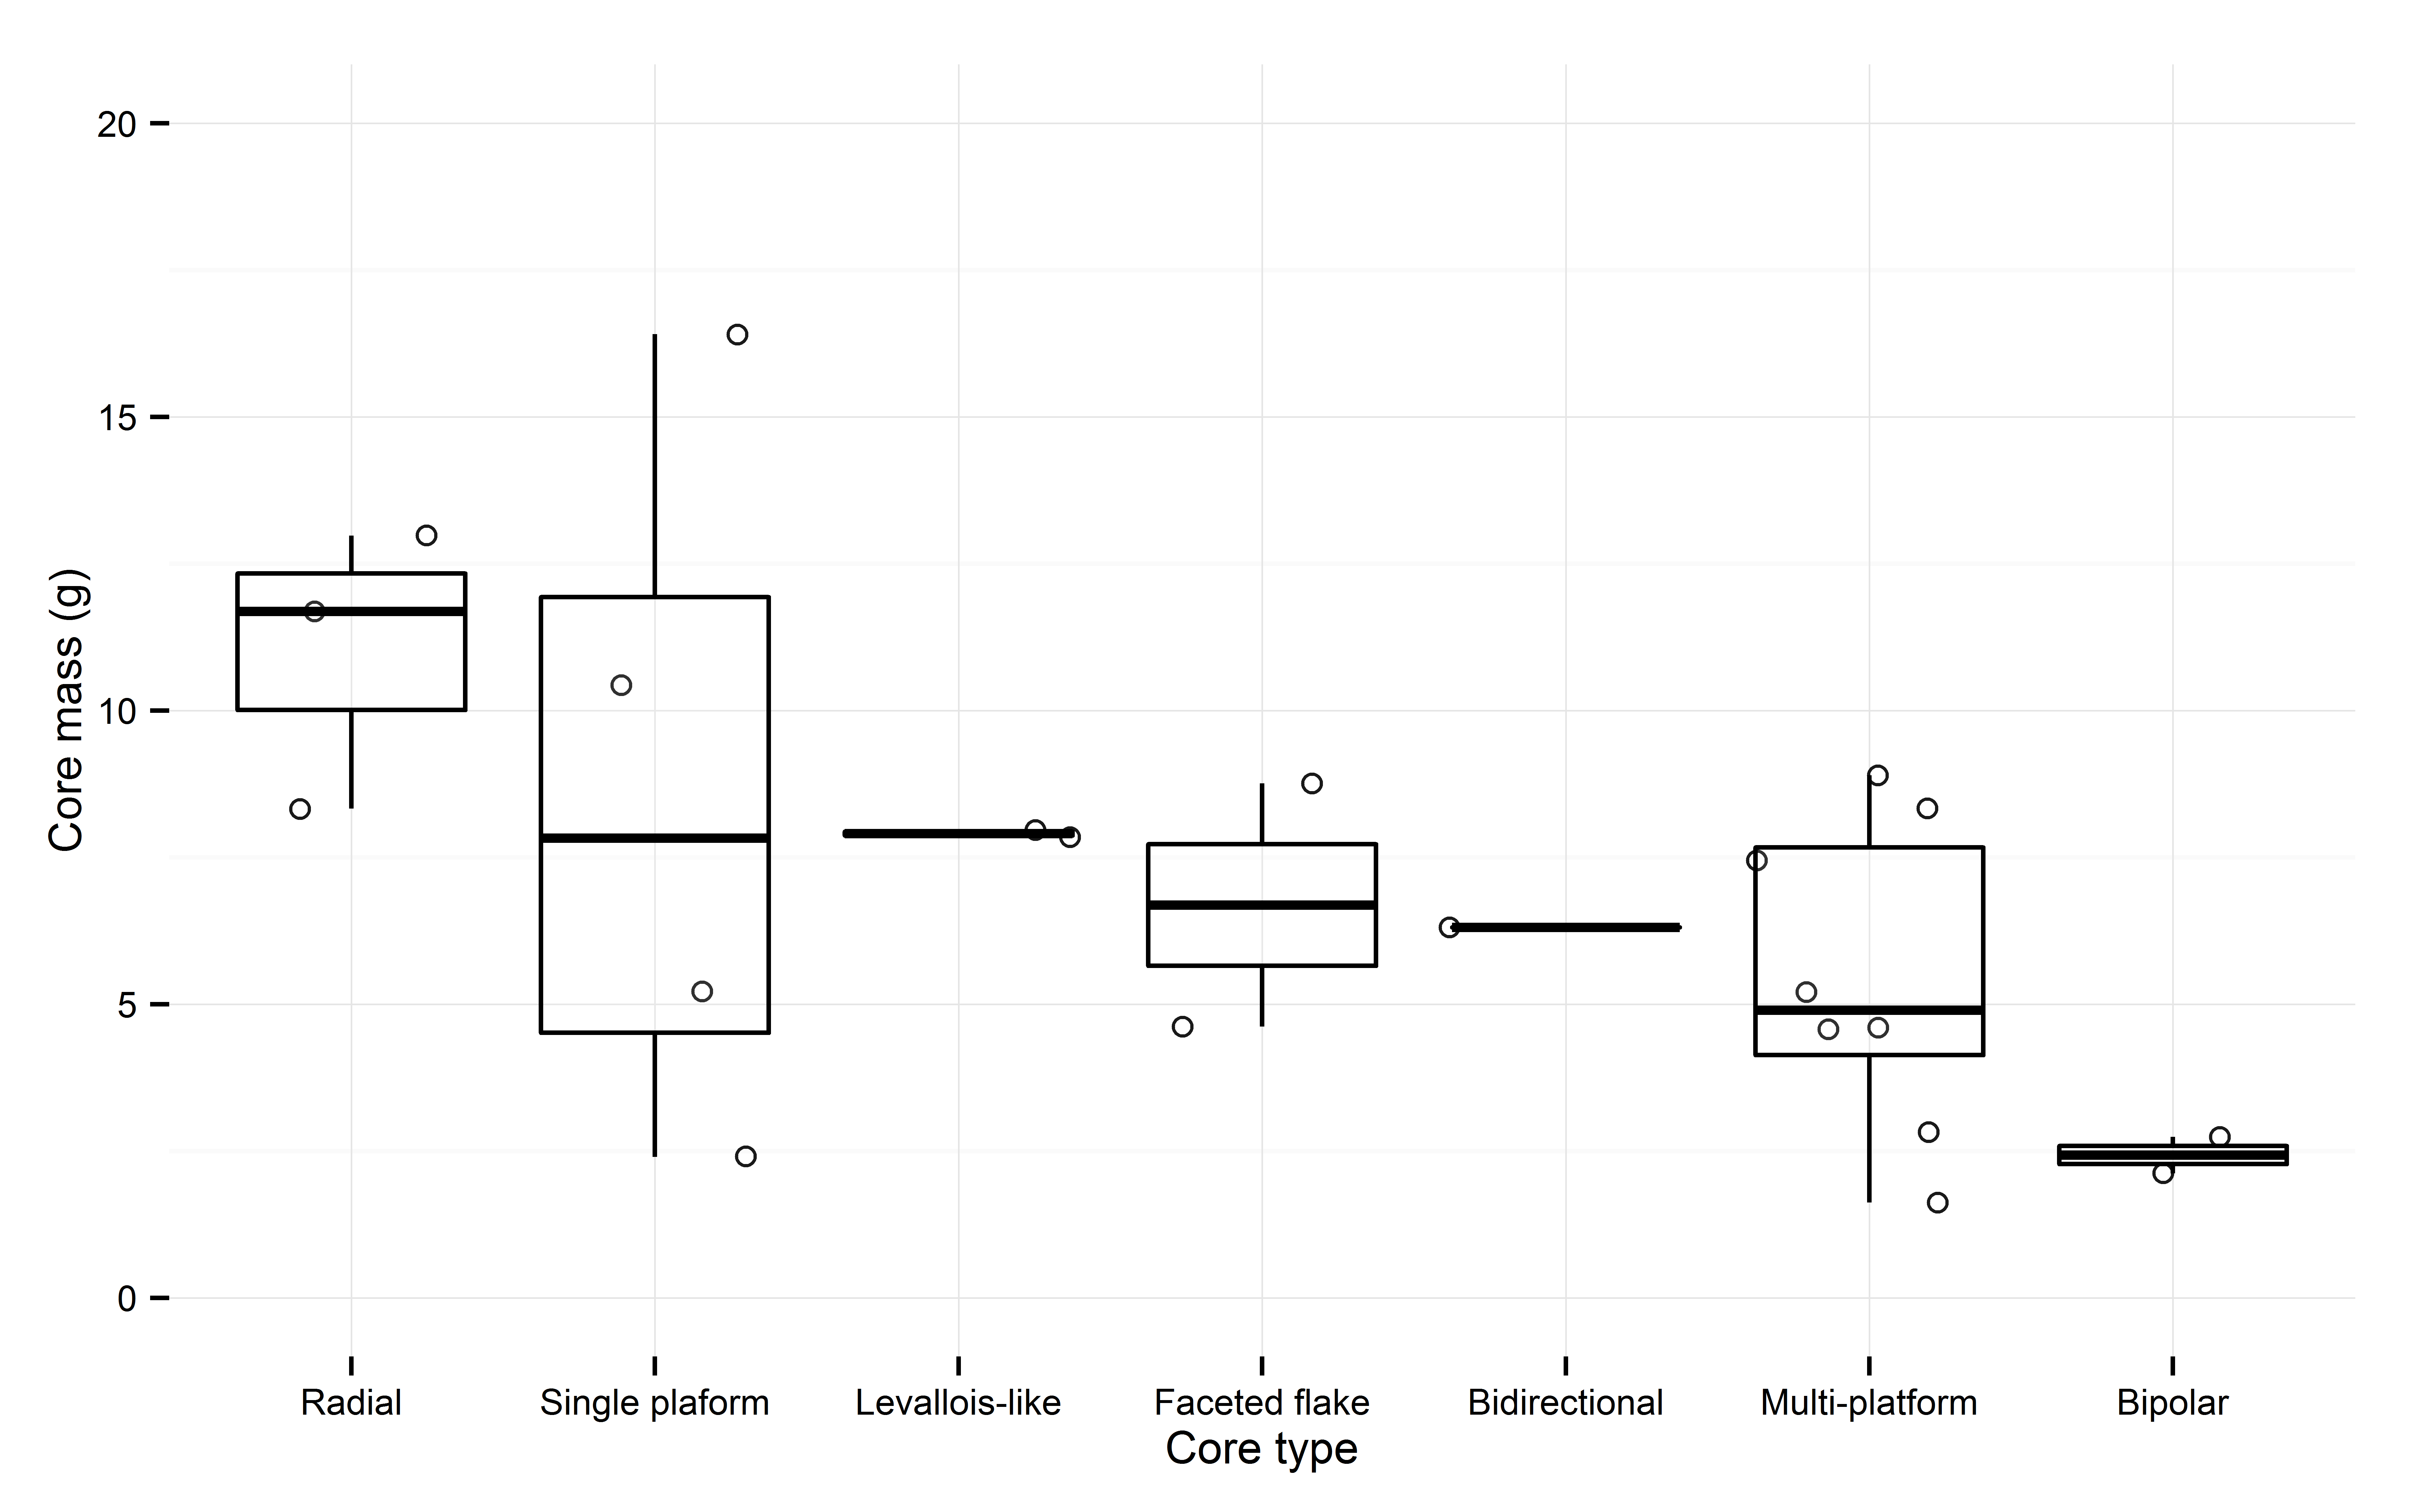 20
15
10
5
0
Core mass (g)
Radial
Single plaform
Levallois-like
Faceted flake
Bidirectional
Multi-platform
Bipolar
Core type